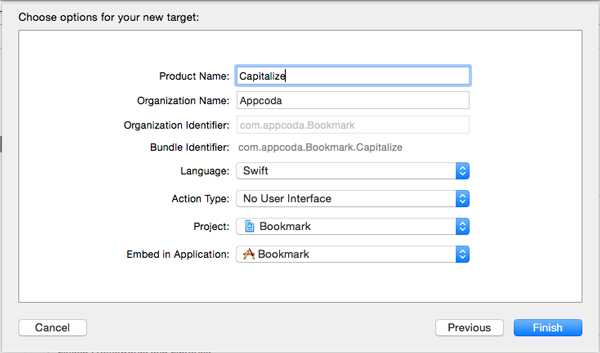 Choose options for your new target:
Product Name: Capitalize
Organization Name: Appcoda
Organization Identifier: com.appcoda.Bookmark
Bundle Identifier: com.appcoda.Bookmark.Capitalize
Language: Swift
Action Type: No User Interface
Project: Bookmark
Embed in Application: Bookmark
Cancel Previous Finish